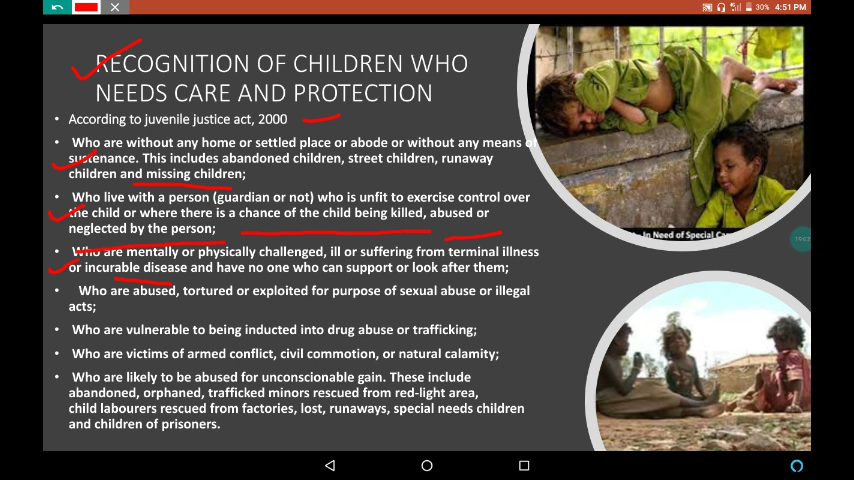 30% 4:51 PM
RECOGNITION OF CHILDREN WHO
NEEDS CARE AND PROTECTION
• According to juvenile justice act, 2000
• Who are without any home or settled place or abode or without any means of
sustenance. This includes abandoned children, street children, runaway
children and missing children;
• Who live with a person (guardian or not) who is unfit to exercise control over
the child or where there is a chance of the child being killed, abused or
neglected by the person;
• Who are mentally or physically challenged, ill or suffering from terminal illness
or incurable disease and have no one who can support or look after them;
• Who are abused, tortured or exploited for purpose of sexual abuse or illegal
acts;
• Who are vulnerable to being inducted into drug abuse or trafficking;
• Who are victims of armed conflict, civil commotion, or natural calamity;
• Who are likely to be abused for unconscionable gain. These include
abandoned, orphaned, trafficked minors rescued from red-light area,
child labourers rescued from factories, lost, runaways, special needs children
and children of prisoners.
In Need of Special